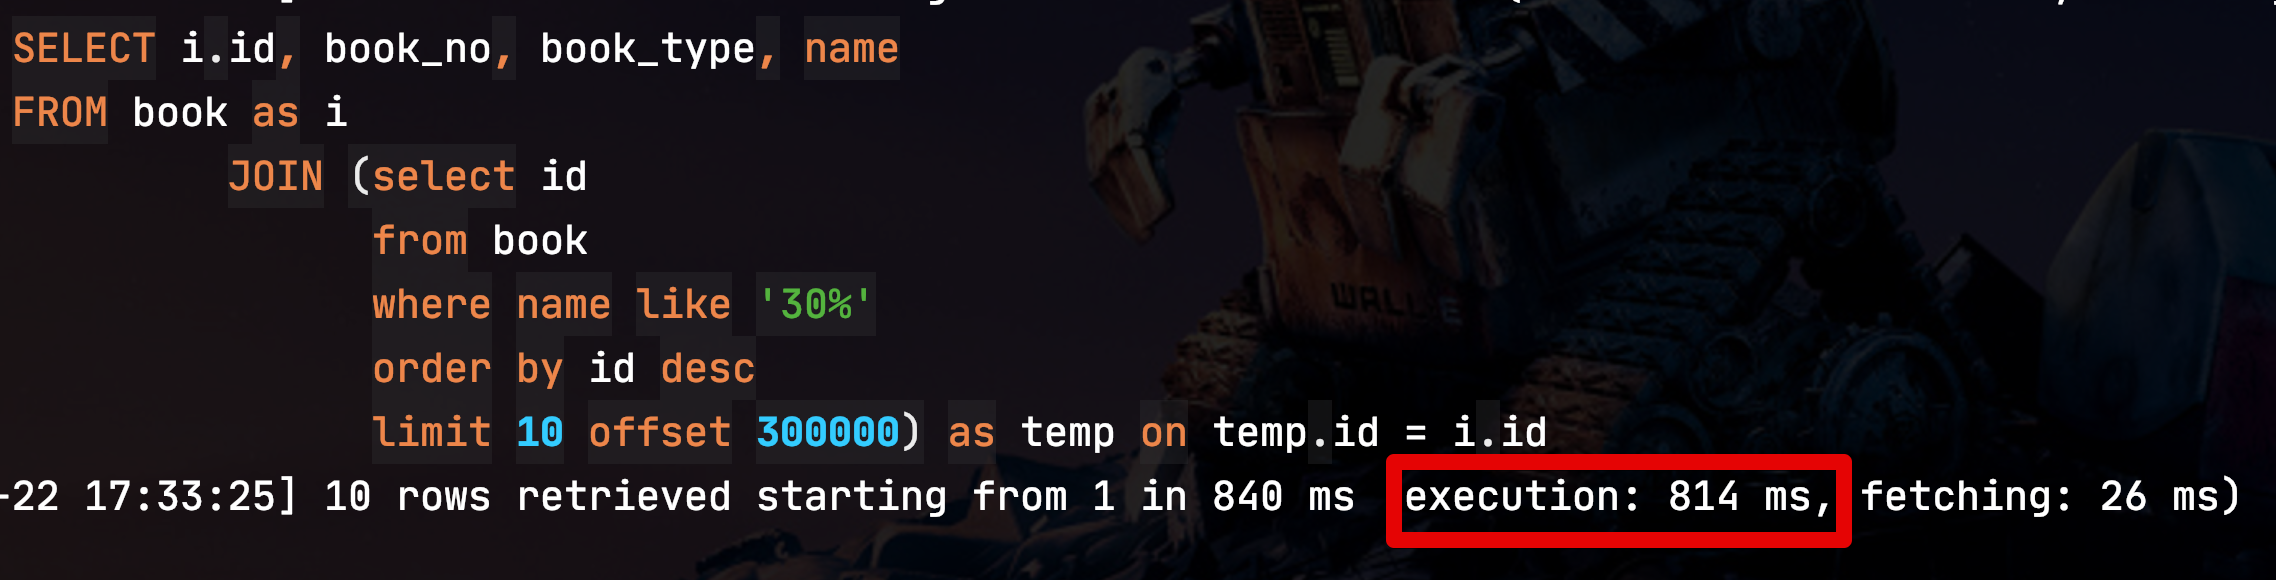 SELECT i.id, book_no, book_type, name
FROM book as i
JOIN (select id
from book
where name like '30%'
order by id desc
limit 10 offset 300000) as temp on temp.id = i.id
-22 17:33:25] 10 rows retrieved starting from 1 in 840 ms execution: 814 ms, fetching: 26 ms)
WALL·E